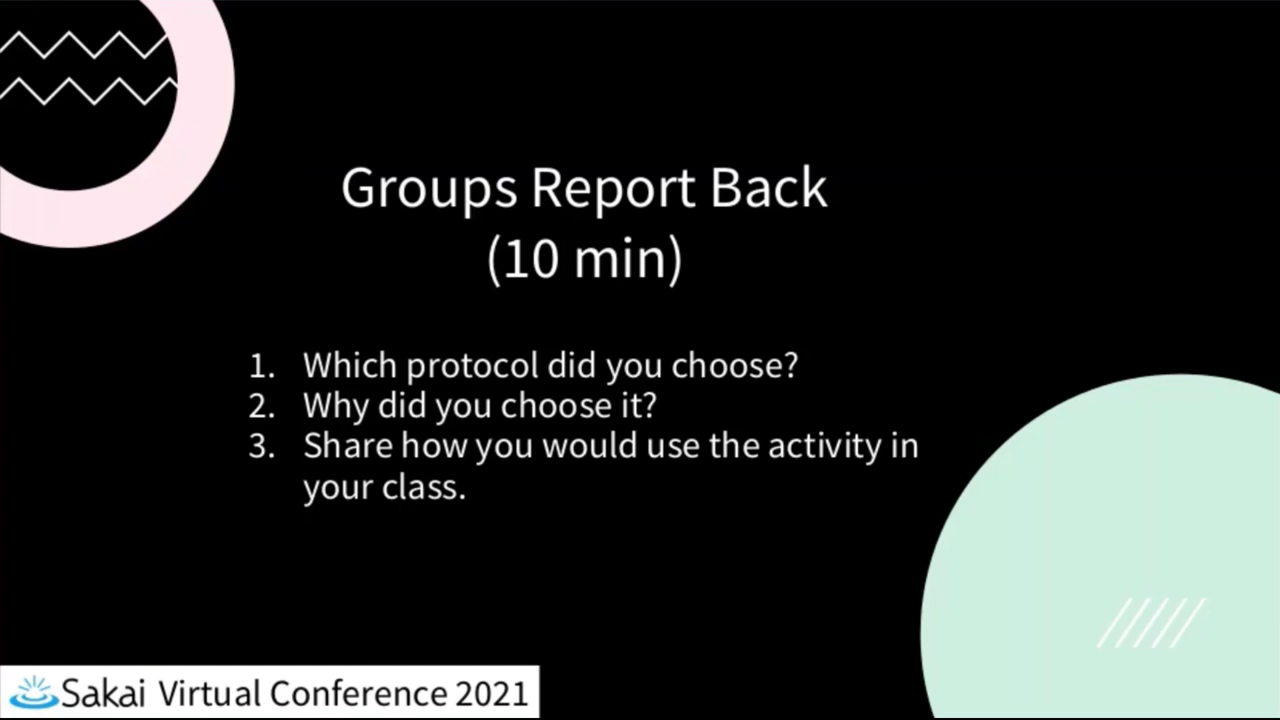 Groups Report Back
(10 min)
1. Which protocol did you choose?
2. Why did you choose it?
3. Share how you would use the activity in
your class.
Sakai Virtual Conference 2021